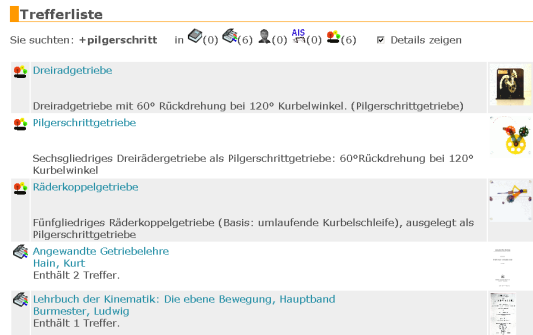 Trefferliste
Sie suchten: +pilgerschritt in (0) (6) (0) AIS (0) (6) Details zeigen
Dreiradgetriebe
Dreiradgetriebe mit 60° Rückdrehung bei 120° Kurbelwinkel. (Pilgerschrittgetriebe)
Pilgerschrittgetriebe
Sechsgliedriges Dreirädergetriebe als Pilgerschrittgetriebe: 60°Rückdrehung bei 120°
Kurbelwinkel
Räderkoppelgetriebe
Fünfgliedriges Räderkoppelgetriebe (Basis: umlaufende Kurbelschleife), ausgelegt als
Pilgerschrittgetriebe
Angewandte Getriebelehre
Hain, Kurt
Enthält 2 Treffer.
Lehrbuch der Kinematik: Die ebene Bewegung, Hauptband
Burmester, Ludwig
Enthält 1 Treffer.